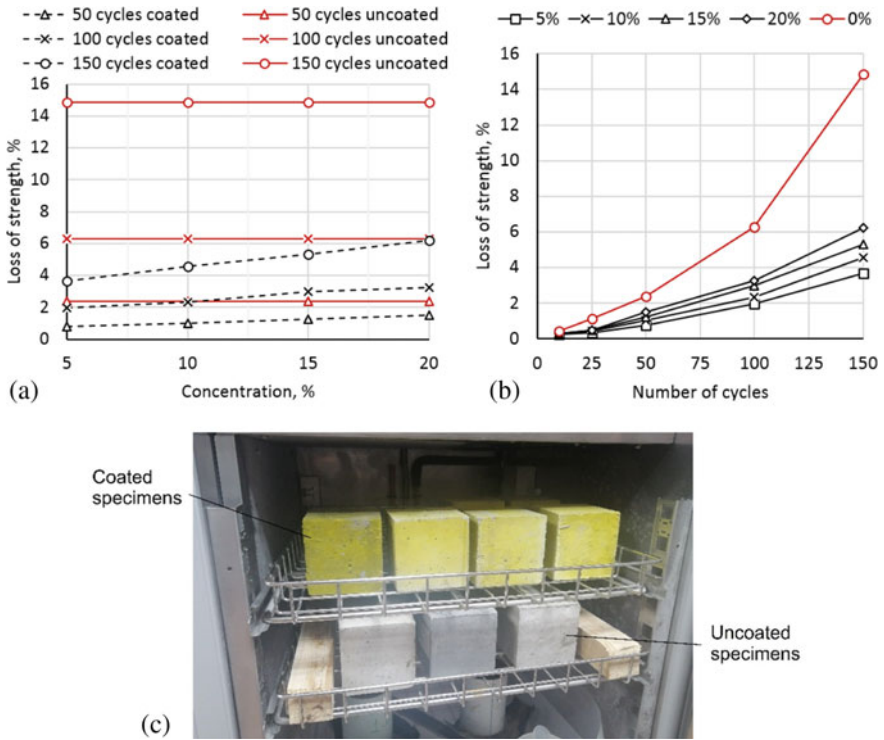 50 cycles coated
50 cycles uncoated
100 cycles coated
100 cycles uncoated
150 cycles coated
150 cycles uncoated
Loss of strength, %
16
14
12
10
8
6
4
2
0
5 10 15 20
Concentration, %
(a)
5% 10% 15% 20% 0%
Loss of strength, %
16
14
12
10
8
6
4
2
0
0 25 50 75 100 125 150
Number of cycles
(b)
Coated
specimens
Uncoated
specimens
(c)